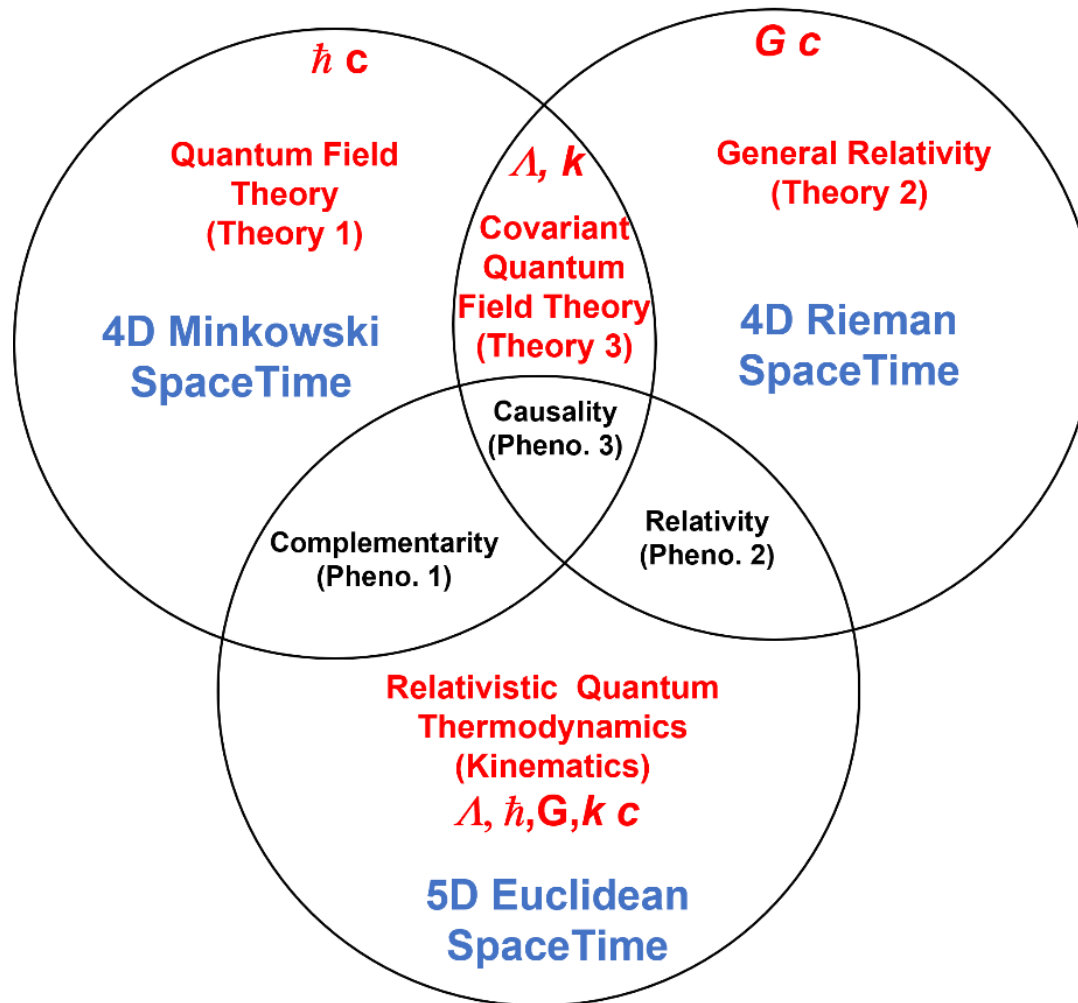 ℏ c
Quantum Field
Theory
(Theory 1)
4D Minkowski
SpaceTime
G c
General Relativity
(Theory 2)
4D Rieman
SpaceTime
Λ, k
Covariant
Quantum
Field Theory
(Theory 3)
Causality
(Pheno. 3)
Complementarity
(Pheno. 1)
Relativity
(Pheno. 2)
Relativistic Quantum
Thermodynamics
(Kinematics)
Λ, ℏ,G,k c
5D Euclidean
SpaceTime